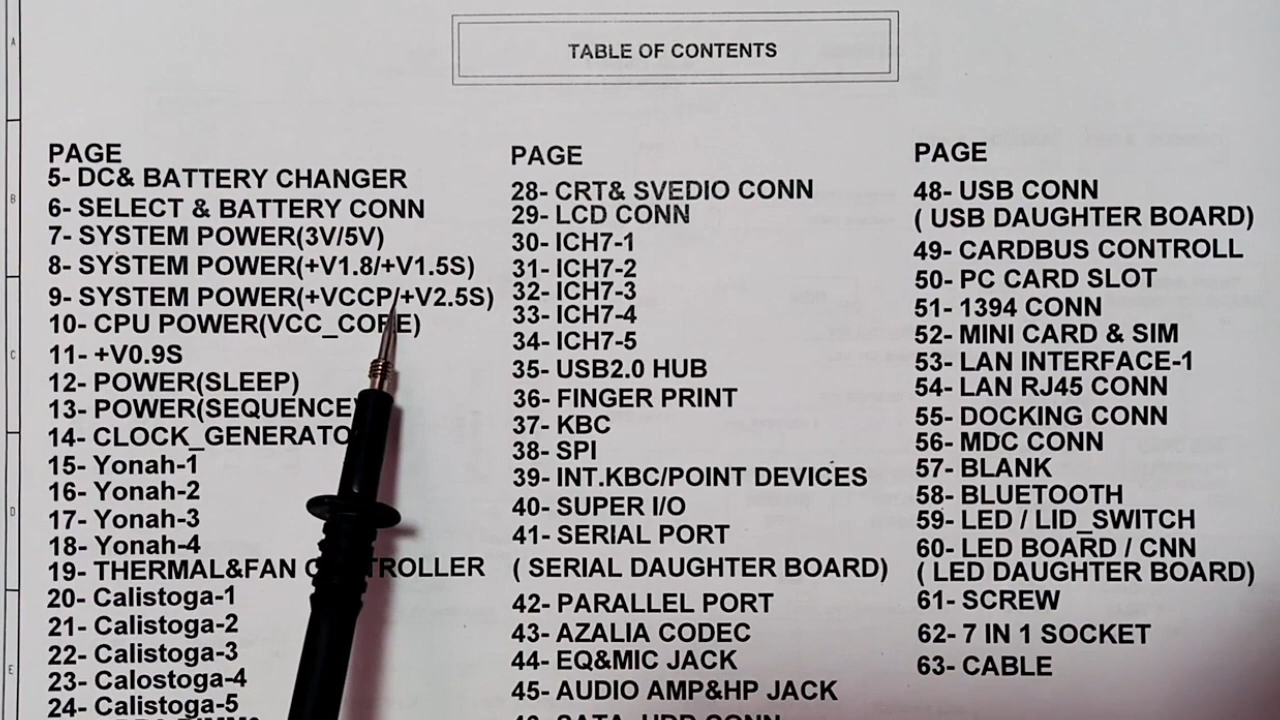 TABLE OF CONTENTS
PAGE
5- DC& BATTERY CHANGER
6- SELECT & BATTERY CONN
7- SYSTEM POWER(3V/5V)
8- SYSTEM POWER(+V1.8/+V1.5S)
9- SYSTEM POWER(+VCCP/+V2.5S)
10- CPU POWER(VCC_CORE)
11- +V0.9S
12- POWER(SLEEP)
13- POWER(SEQUENCE)
14- CLOCK_GENERATO
15- Yonah-1
16- Yonah-2
17- Yonah-3
18- Yonah-4
19- THERMAL&FAN CONTROLLER
20- Calistoga-1
21- Calistoga-2
22- Calistoga-3
23- Calostoga-4
24- Calistoga-5
PAGE
28- CRT& SVEDIO CONN
29- LCD CONN
30- ICH7-1
31- ICH7-2
32- ICH7-3
33- ICH7-4
34- ICH7-5
35- USB2.0 HUB
36- FINGER PRINT
37- KBC
38- SPI
39- INT.KBC/POINT DEVICES
40- SUPER I/O
41- SERIAL PORT
( SERIAL DAUGHTER BOARD)
42- PARALLEL PORT
43- AZALIA CODEC
44- EQ&MIC JACK
45- AUDIO AMP&HP JACK
PAGE
48- USB CONN
( USB DAUGHTER BOARD)
49- CARDBUS CONTROLL
50- PC CARD SLOT
51- 1394 CONN
52- MINI CARD & SIM
53- LAN INTERFACE-1
54- LAN RJ45 CONN
55- DOCKING CONN
56- MDC CONN
57- BLANK
58- BLUETOOTH
59- LED / LID_SWITCH
60- LED BOARD / CNN
( LED DAUGHTER BOARD)
61- SCREW
62- 7 IN 1 SOCKET
63- CABLE
A
B
C
D
E